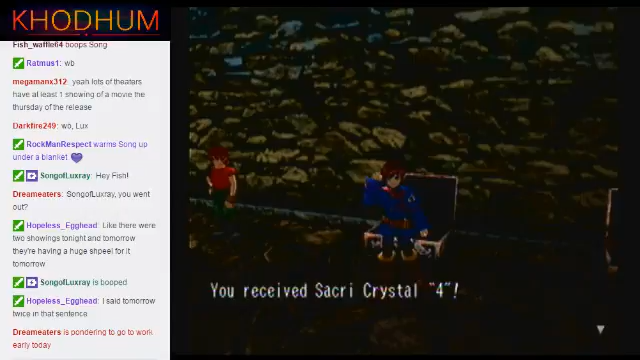 KHODHUM
Fish_waffle64 boops Song
Ratmus1: wb
megamanx312: yeah lots of theaters
have at least 1 showing of a movie the
thursday of the release
Darkfire249: wb, Lux
RockManRespect warms Song up
under a blanket
SongofLuxray: Hey Fish!
Dreameaters: SongofLuxray, you went
out?
Hopeless_Egghead: Like there were
two showings tonight and tomorrow
they're having a huge shpeel for it
tomorrow
SongofLuxray is booped
Hopeless_Egghead: I said tomorrow
twice in that sentence
Dreameaters is pondering to go to work
early today
You received Sacri Crystal "4"!